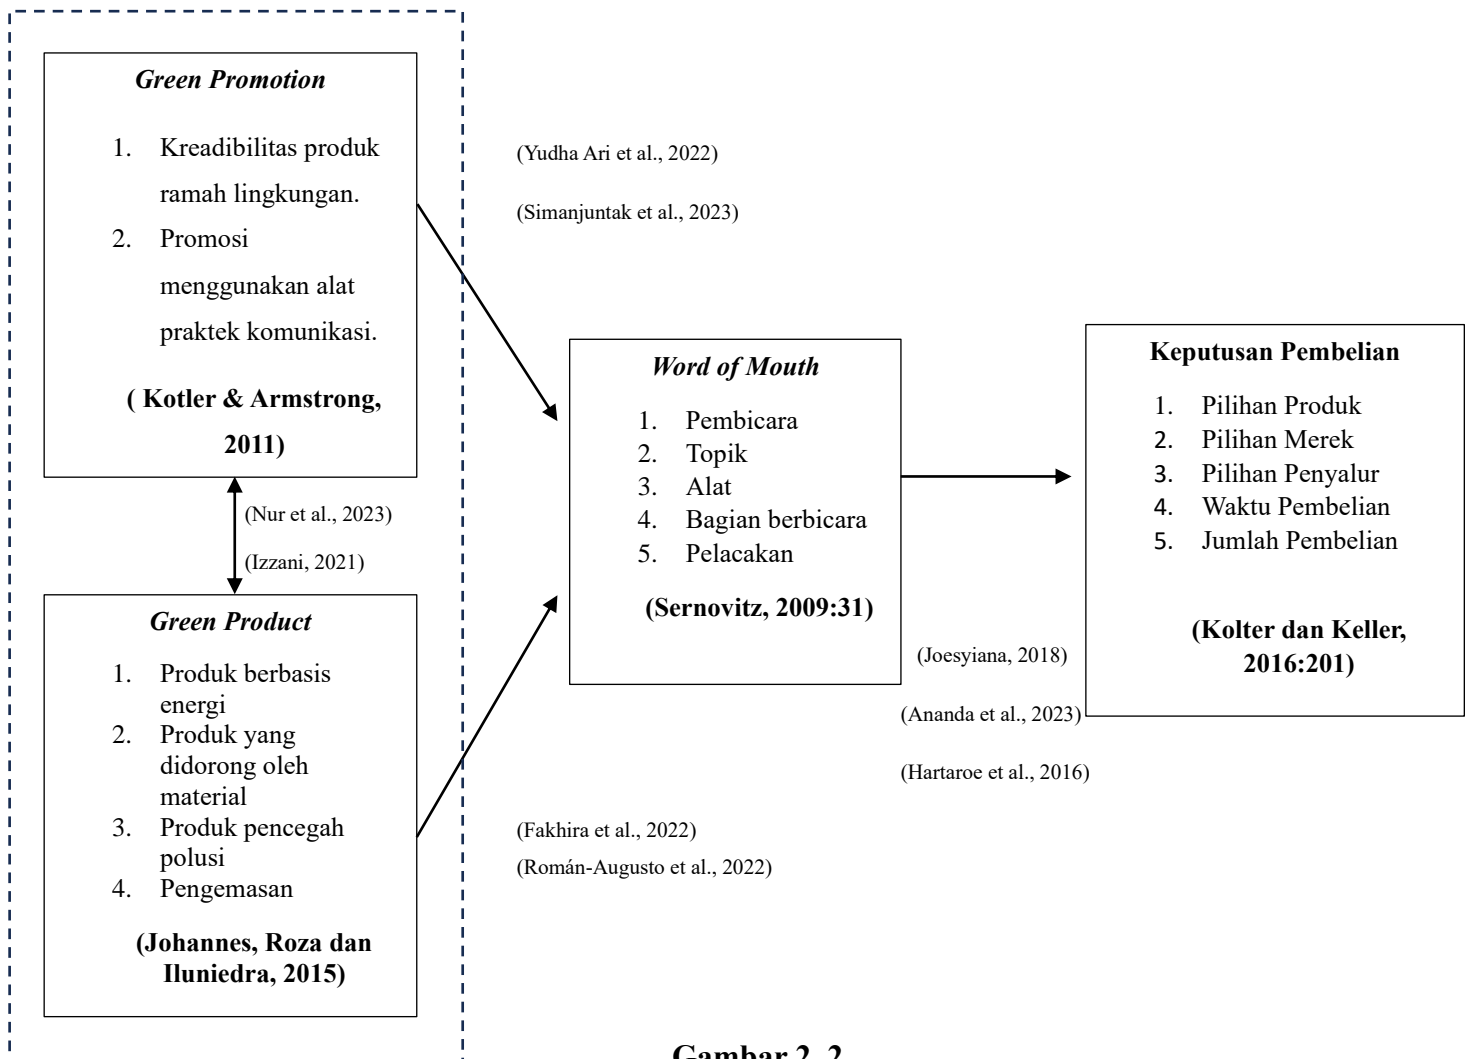 Green Promotion
1. Kreadibilitas produk
ramah lingkungan.
2. Promosi
menggunakan alat
praktek komunikasi.
( Kotler & Armstrong,
2011)
(Nur et al., 2023)
(Izzani, 2021)
Green Product
1. Produk berbasis
energi
2. Produk yang
didorong oleh
material
3. Produk pencegah
polusi
4. Pengemasan
(Johannes, Roza dan
Iluniedra, 2015)
(Yudha Ari et al., 2022)
(Simanjuntak et al., 2023)
Word of Mouth
1. Pembicara
2. Topik
3. Alat
4. Bagian berbicara
5. Pelacakan
(Sernovitz, 2009:31)
(Fakhira et al., 2022)
(Román-Augusto et al., 2022)
(Joesyiana, 2018)
(Ananda et al., 2023)
(Hartaroe et al., 2016)
Keputusan Pembelian
1. Pilihan Produk
2. Pilihan Merek
3. Pilihan Penyalur
4. Waktu Pembelian
5. Jumlah Pembelian
(Kolter dan Keller,
2016:201)
Gambar 2. 2